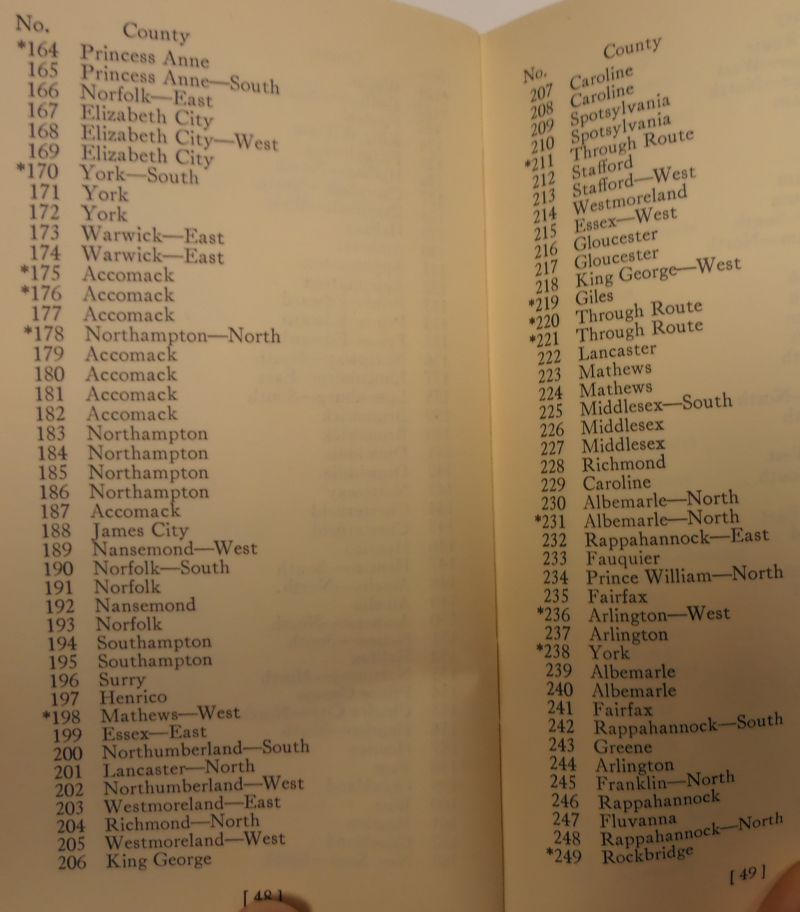 No. County
*164 Princess Anne
165 Princess Anne—South
166 Norfolk—East
167 Elizabeth City
168 Elizabeth City—West
169 Elizabeth City
*170 York—South
171 York
172 York
173 Warwick—East
174 Warwick—East
*175 Accomack
*176 Accomack
177 Accomack
*178 Northampton—North
179 Accomack
180 Accomack
181 Accomack
182 Accomack
183 Northampton
184 Northampton
185 Northampton
186 Northampton
187 Accomack
188 James City
189 Nansemond—West
190 Norfolk—South
191 Norfolk
192 Nansemond
193 Norfolk
194 Southampton
195 Southampton
196 Surry
197 Henrico
*198 Mathews—West
199 Essex—East
200 Northumberland—South
201 Lancaster—North
202 Northumberland—West
203 Westmoreland—East
204 Richmond—North
205 Westmoreland—West
206 King George
[ 48 ]
No. County
207 Caroline
208 Caroline
209 Spotsylvania
210 Spotsylvania
*211 Through Route
212 Stafford
213 Stafford—West
214 Westmoreland
215 Essex—West
216 Gloucester
217 Gloucester
218 King George—West
*219 Giles
*220 Through Route
*221 Through Route
222 Lancaster
223 Mathews
224 Mathews
225 Middlesex—South
226 Middlesex
227 Middlesex
228 Richmond
229 Caroline
230 Albemarle—North
*231 Albemarle—North
232 Rappahannock—East
233 Fauquier
234 Prince William—North
235 Fairfax
*236 Arlington—West
237 Arlington
*238 York
239 Albemarle
240 Albemarle
241 Fairfax
242 Rappahannock—South
243 Greene
244 Arlington
245 Franklin—North
246 Rappahannock
247 Fluvanna
248 Rappahannock—North
*249 Rockbridge
[ 49 ]